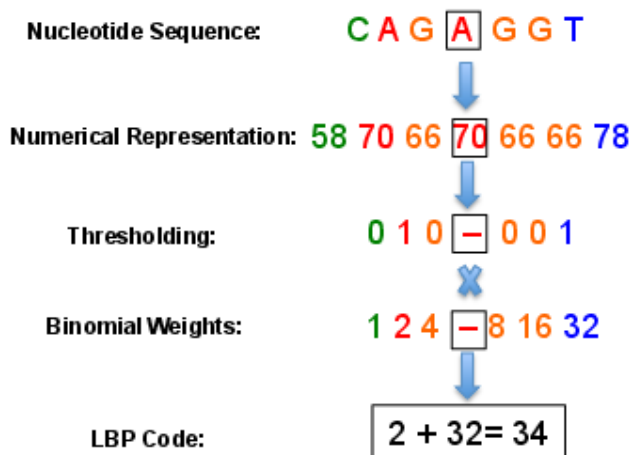 Nucleotide Sequence: C A G A G G T
Numerical Representation: 58 70 66 70 66 66 78
Thresholding: 0 1 0 – 0 0 1
Binomial Weights: 1 2 4 – 8 16 32
LBP Code: 2 + 32= 34